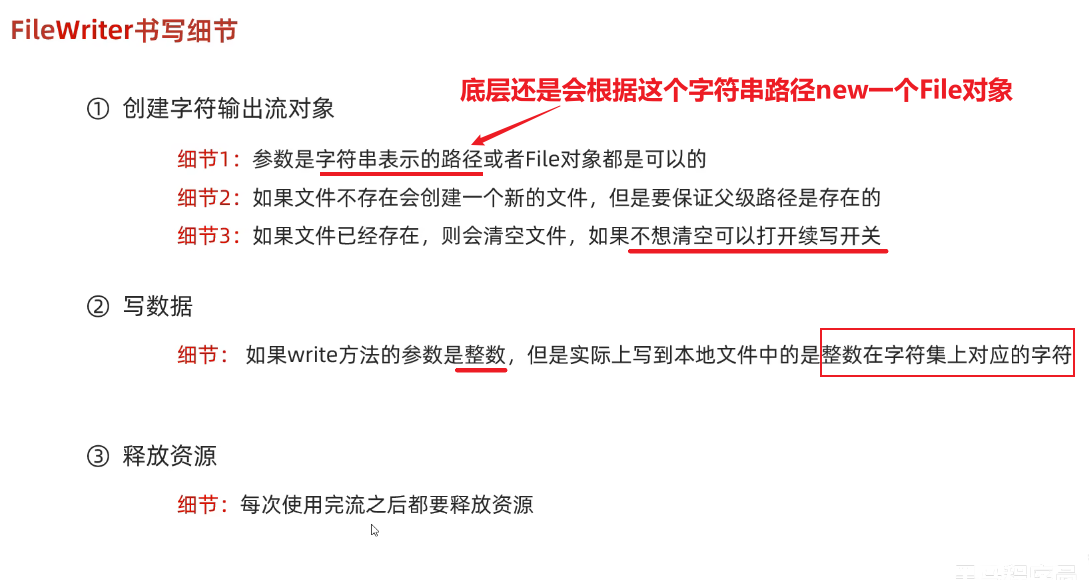 FileWriter书写细节
底层还是会根据这个字符串路径new一个File对象
① 创建字符输出流对象
细节1：参数是字符串表示的路径或者File对象都是可以的
细节2：如果文件不存在会创建一个新的文件，但是要保证父级路径是存在的
细节3：如果文件已经存在，则会清空文件，如果不想清空可以打开续写开关
② 写数据
细节： 如果write方法的参数是整数，但是实际上写到本地文件中的是整数在字符集上对应的字符
③ 释放资源
细节：每次使用完流之后都要释放资源